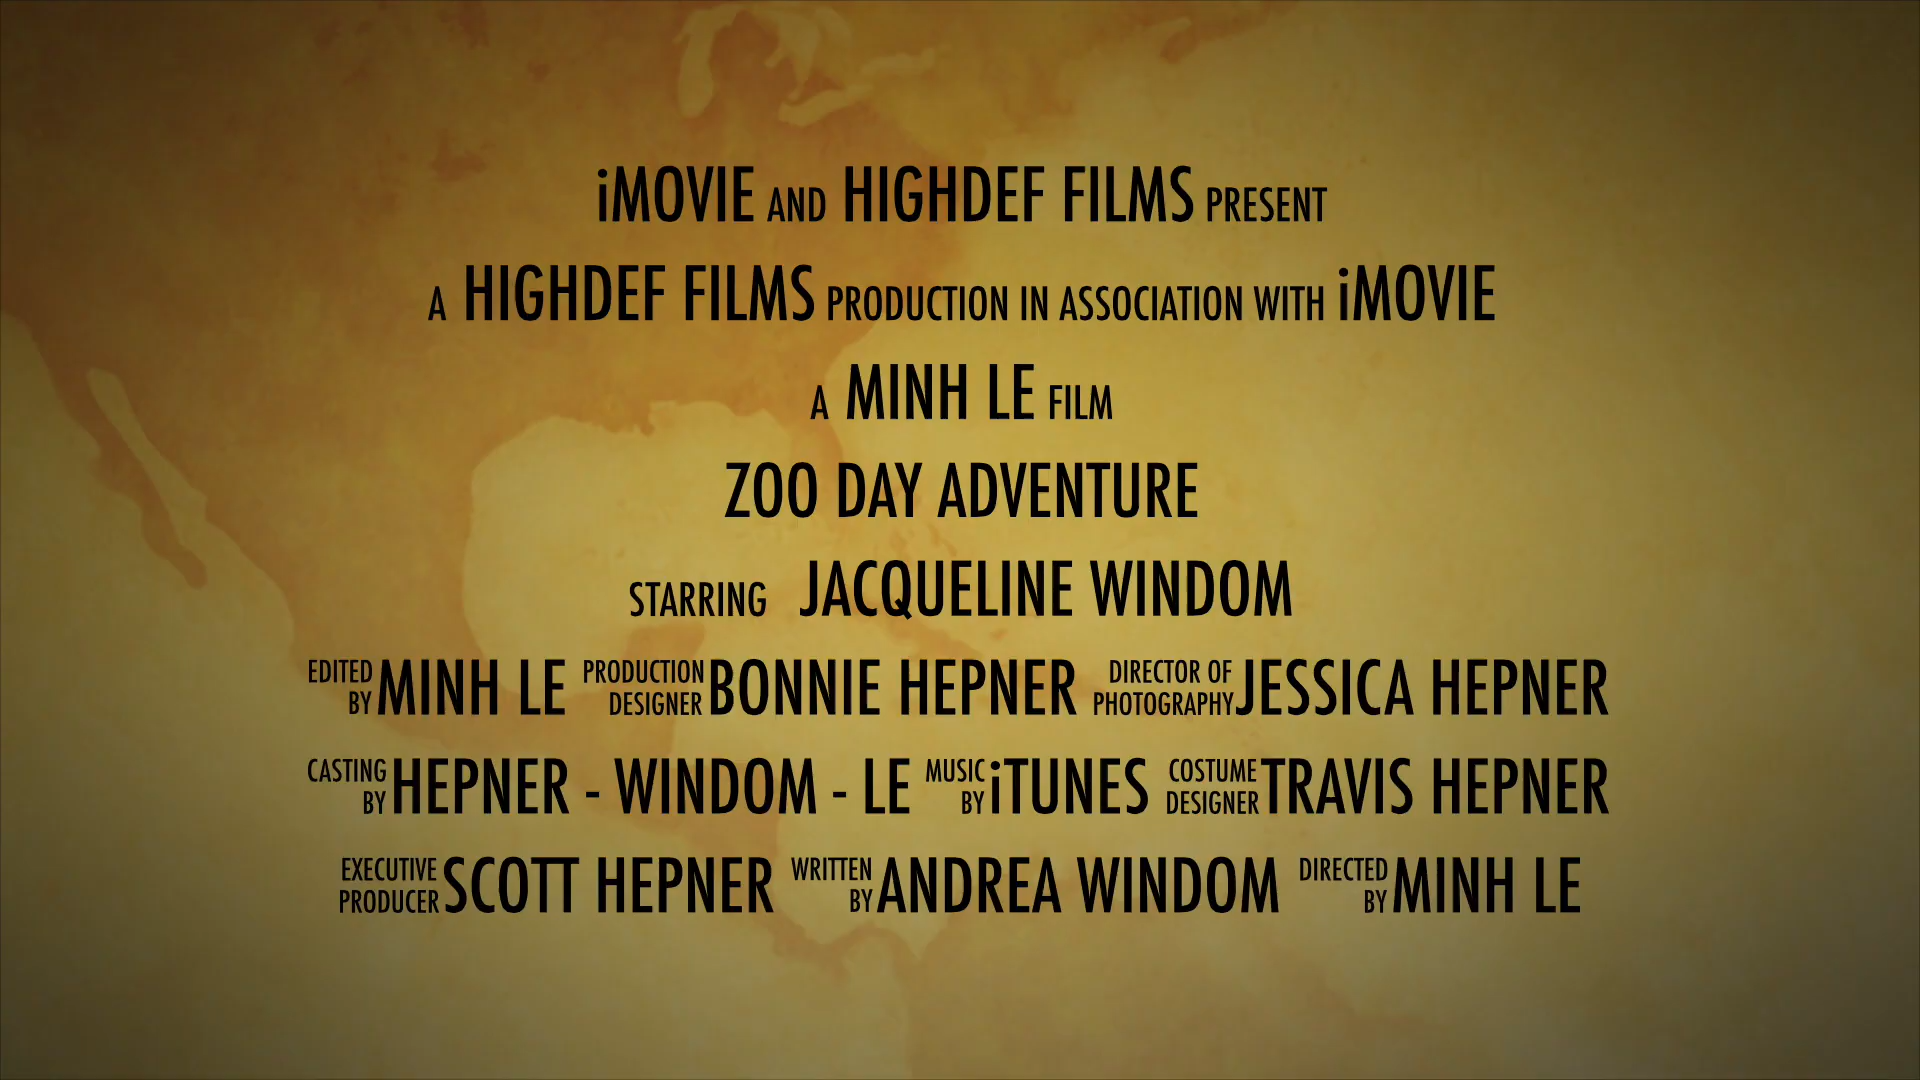 iMOVIE AND HIGHDEF FILMS PRESENT
A HIGHDEF FILMS PRODUCTION IN ASSOCIATION WITH iMOVIE
A MINH LE FILM
ZOO DAY ADVENTURE
STARRING JACQUELINE WINDOM
EDITED BY MINH LE PRODUCTION DESIGNER BONNIE HEPNER DIRECTOR OF PHOTOGRAPHY JESSICA HEPNER
CASTING BY HEPNER - WINDOM - LE MUSIC BY iTUNES COSTUME DESIGNER TRAVIS HEPNER
EXECUTIVE PRODUCER SCOTT HEPNER WRITTEN BY ANDREA WINDOM DIRECTED BY MINH LE